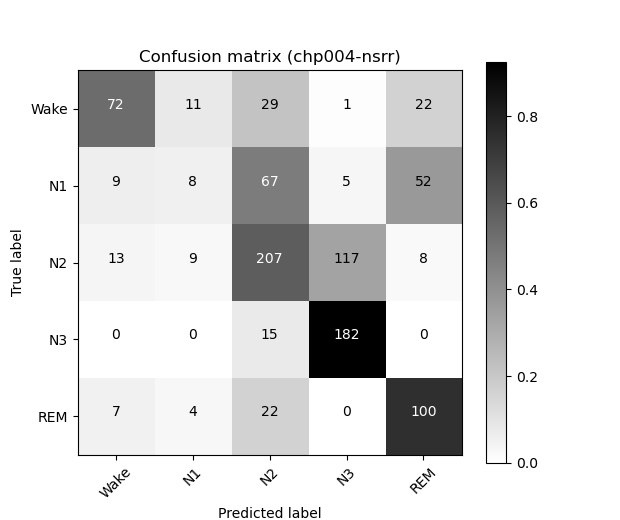 Confusion matrix (chp004-nsrr)
True label
Wake 72 11 29 1 22
N1 9 8 67 5 52
N2 13 9 207 117 8
N3 0 0 15 182 0
REM 7 4 22 0 100
Wake N1 N2 N3 REM
Predicted label
0.8
0.6
0.4
0.2
0.0